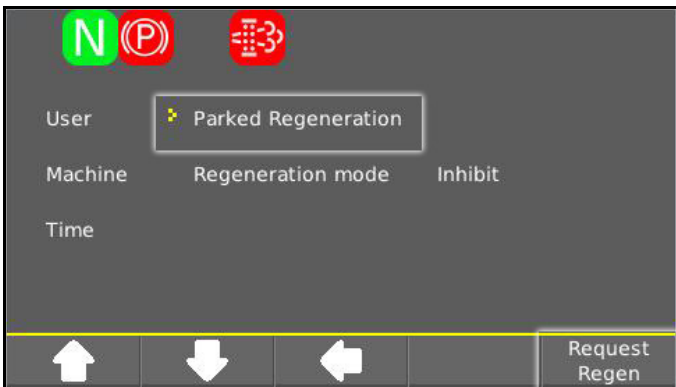 N (P)
User Parked Regeneration
Machine Regeneration mode Inhibit
Time
Request
Regen